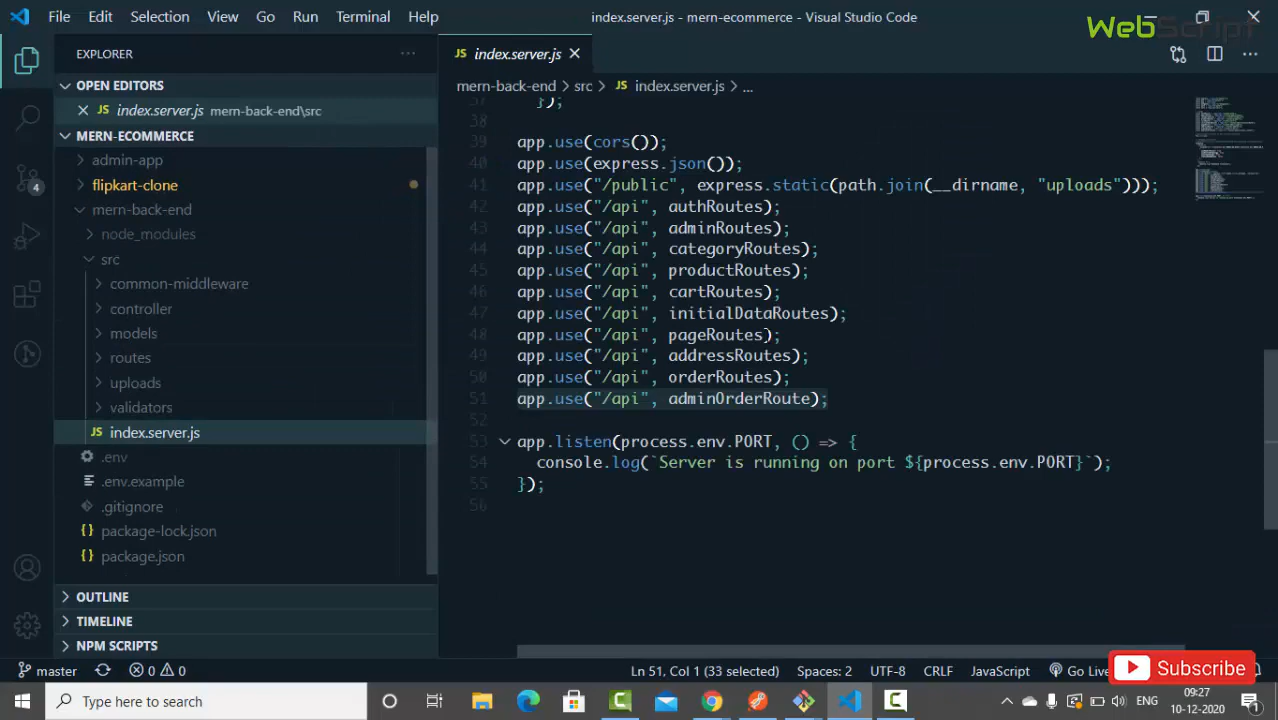 File Edit Selection View Go Run Terminal Help index.server.js - mern-ecommerce - Visual Studio Code
WebScript
EXPLORER
OPEN EDITORS
JS index.server.js mern-back-end\src
MERN-ECOMMERCE
admin-app
flipkart-clone
mern-back-end
node_modules
src
common-middleware
controller
models
routes
uploads
validators
JS index.server.js
.env
.env.example
.gitignore
{} package-lock.json
{} package.json
OUTLINE
TIMELINE
NPM SCRIPTS
4
JS index.server.js
mern-back-end > src > JS index.server.js > ...
37 });
38
39 app.use(cors());
40 app.use(express.json());
41 app.use("/public", express.static(path.join(__dirname, "uploads")));
42 app.use("/api", authRoutes);
43 app.use("/api", adminRoutes);
44 app.use("/api", categoryRoutes);
45 app.use("/api", productRoutes);
46 app.use("/api", cartRoutes);
47 app.use("/api", initialDataRoutes);
48 app.use("/api", pageRoutes);
49 app.use("/api", addressRoutes);
50 app.use("/api", orderRoutes);
51 app.use("/api", adminOrderRoute);
52
53 app.listen(process.env.PORT, () => {
54 console.log(`Server is running on port ${process.env.PORT}`);
55 });
56
master 0 0 Ln 51, Col 1 (33 selected) Spaces: 2 UTF-8 CRLF JavaScript Go Live
Subscribe
Type here to search
ENG
09:27
10-12-2020
1